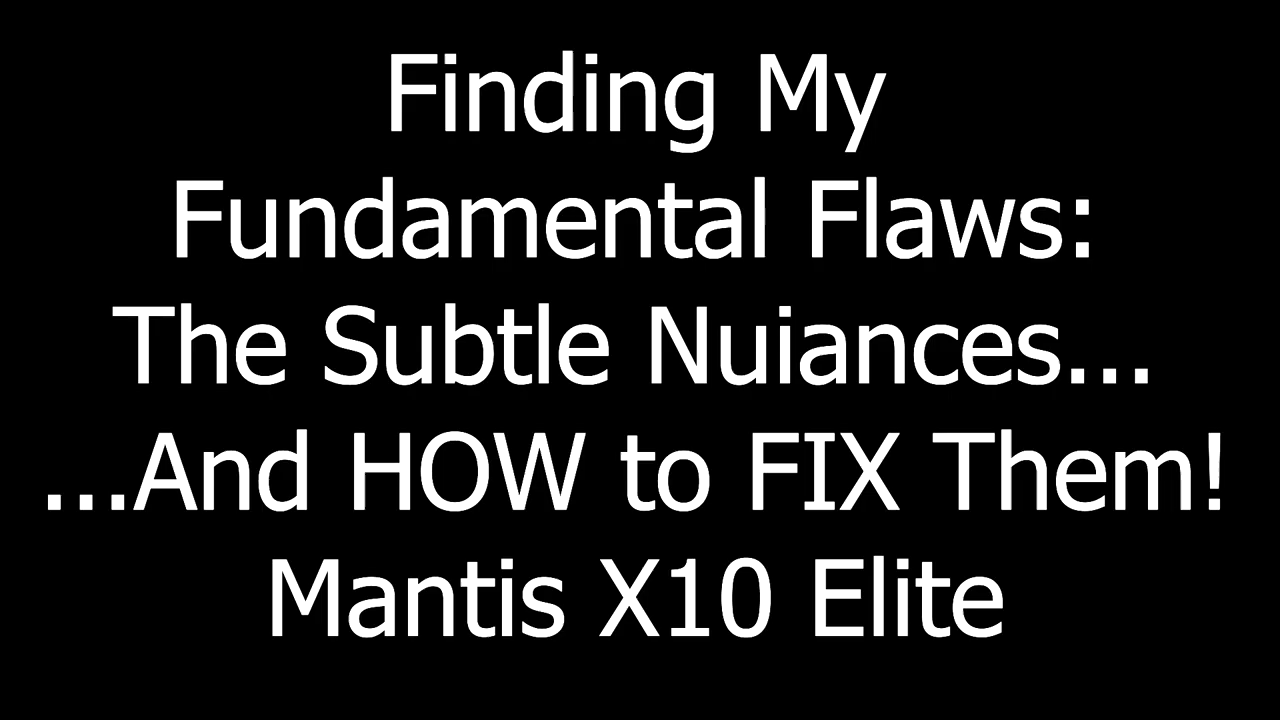 Finding My
Fundamental Flaws:
The Subtle Nuiances...
...And HOW to FIX Them!
Mantis X10 Elite